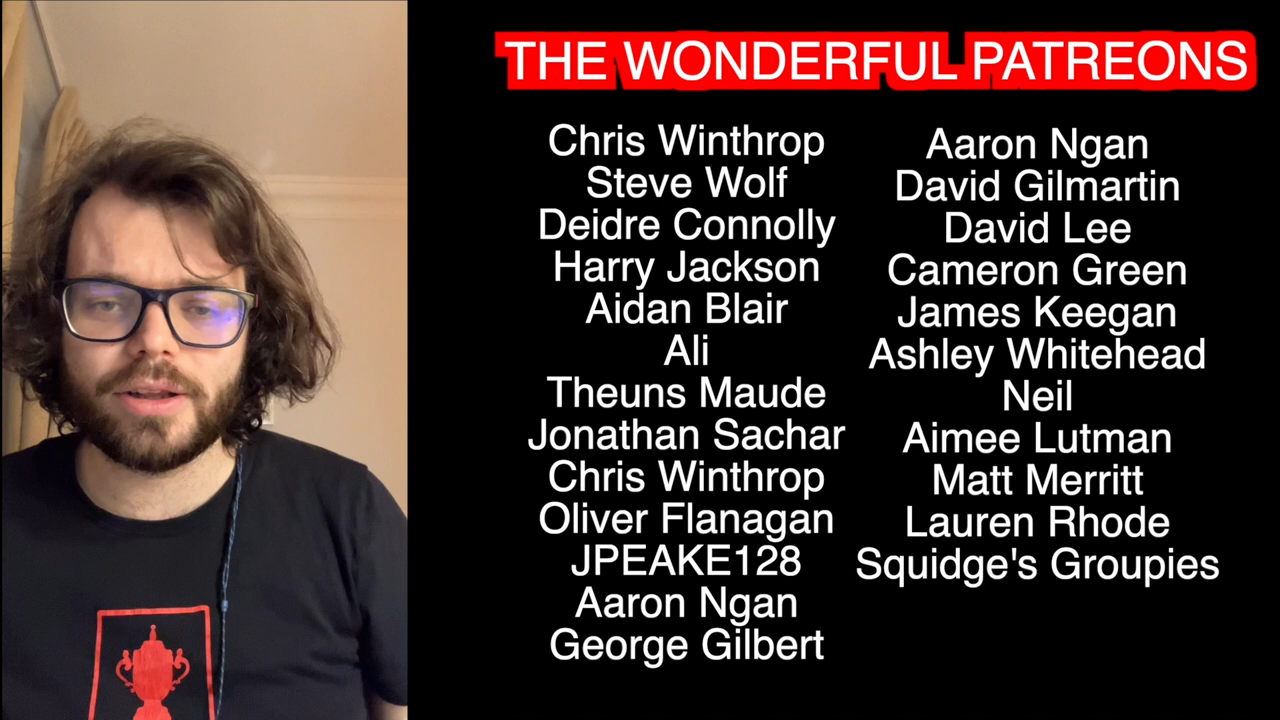 THE WONDERFUL PATREONS
Chris Winthrop
Steve Wolf
Deidre Connolly
Harry Jackson
Aidan Blair
Ali
Theuns Maude
Jonathan Sachar
Chris Winthrop
Oliver Flanagan
JPEAKE128
Aaron Ngan
George Gilbert
Aaron Ngan
David Gilmartin
David Lee
Cameron Green
James Keegan
Ashley Whitehead
Neil
Aimee Lutman
Matt Merritt
Lauren Rhode
Squidge's Groupies